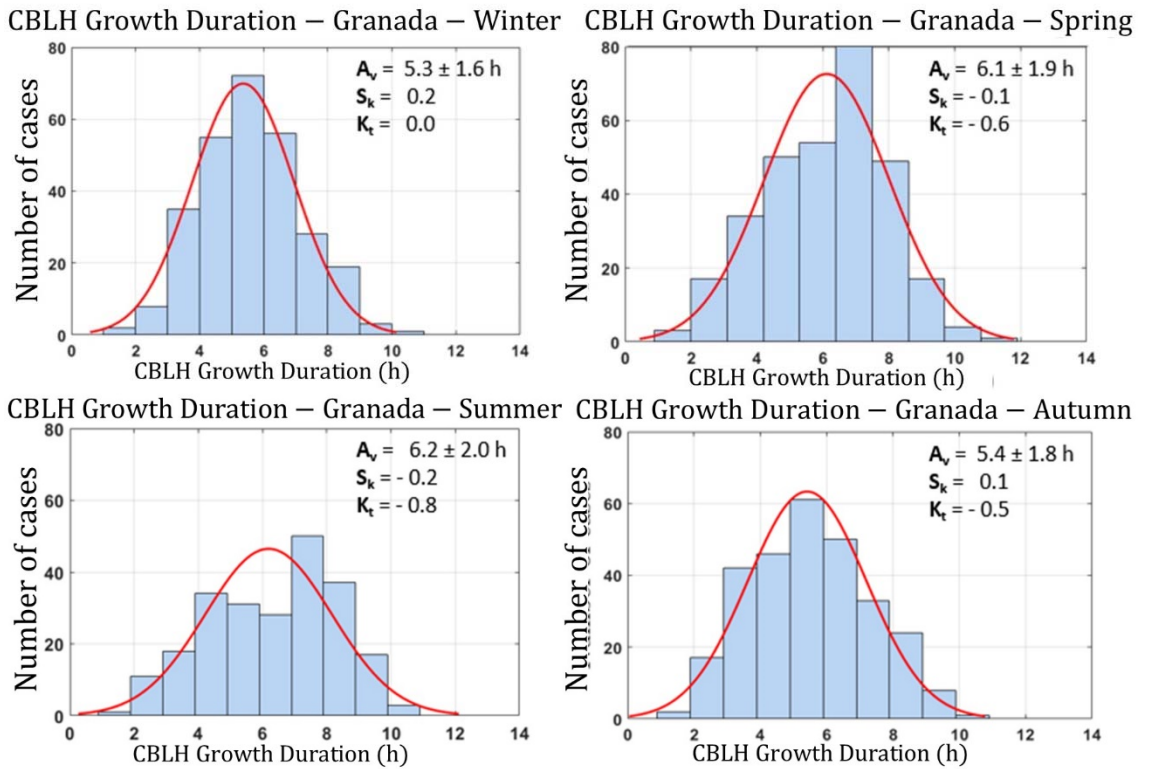 CBLH Growth Duration − Granada − Winter
80
60
40
20
0
Number of cases
Aᵥ = 5.3 ± 1.6 h
Sₖ = 0.2
Kₜ = 0.0
0 2 4 6 8 10 12 14
CBLH Growth Duration (h)
CBLH Growth Duration − Granada − Spring
80
60
40
20
0
Number of cases
Aᵥ = 6.1 ± 1.9 h
Sₖ = - 0.1
Kₜ = - 0.6
0 2 4 6 8 10 12 14
CBLH Growth Duration (h)
CBLH Growth Duration − Granada − Summer
80
60
40
20
0
Number of cases
Aᵥ = 6.2 ± 2.0 h
Sₖ = - 0.2
Kₜ = - 0.8
0 2 4 6 8 10 12 14
CBLH Growth Duration (h)
CBLH Growth Duration − Granada − Autumn
80
60
40
20
0
Number of cases
Aᵥ = 5.4 ± 1.8 h
Sₖ = 0.1
Kₜ = - 0.5
0 2 4 6 8 10 12 14
CBLH Growth Duration (h)